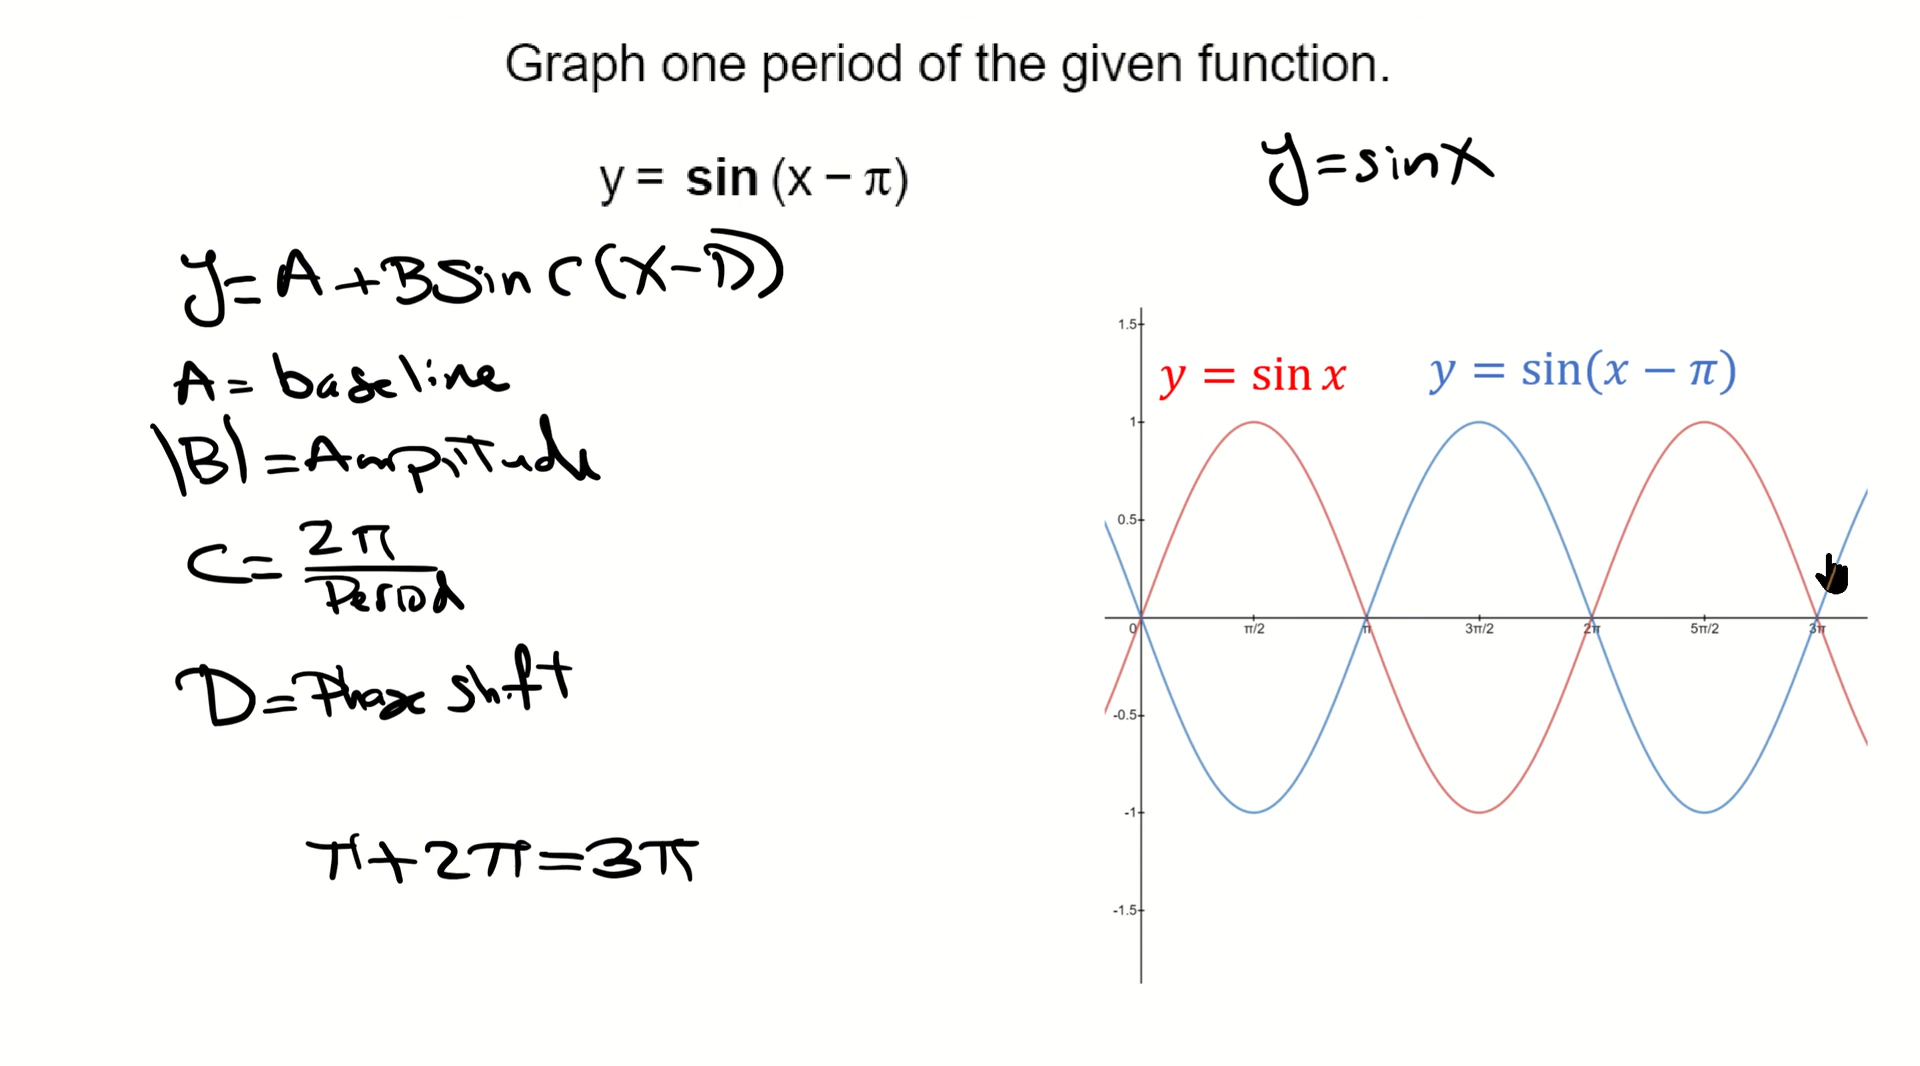 Graph one period of the given function.
y = sin (x − π)
y=sinx
y=A+BSinC(x-D)
A=baseline
|B|=Amplitude
C=2π/Period
D=Phase shift
π+2π=3π
y = sin x
y = sin(x − π)
1.5
1
0.5
0
π/2
π
3π/2
2π
5π/2
3π
-0.5
-1
-1.5